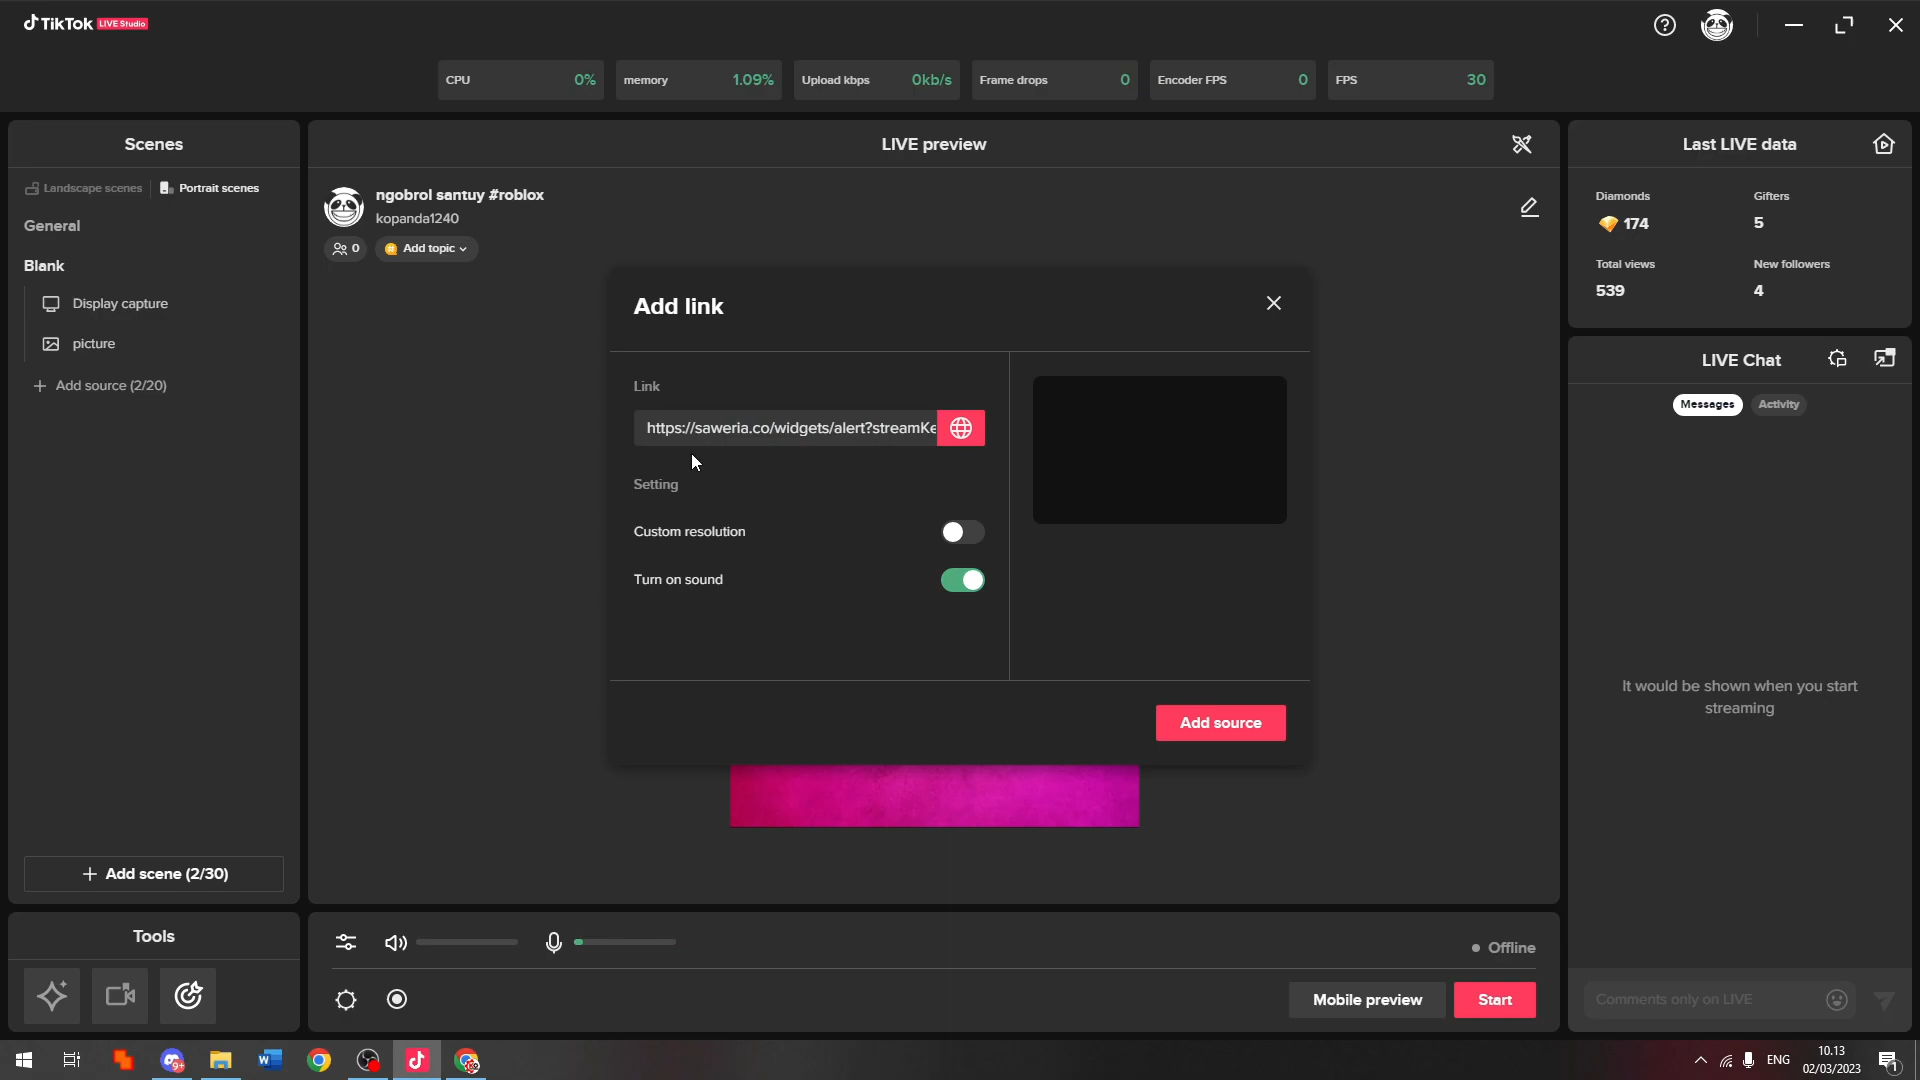 TikTok LIVE Studio
CPU 0%
memory 1.09%
Upload kbps 0kb/s
Frame drops 0
Encoder FPS 0
FPS 30
Scenes
Landscape scenes
Portrait scenes
General
Blank
Display capture
picture
Add source (2/20)
Add scene (2/30)
Tools
LIVE preview
ngobrol santuy #roblox
kopanda1240
0
Add topic
Add link
Link
https://saweria.co/widgets/alert?streamKe
Setting
Custom resolution
Turn on sound
Add source
Offline
Mobile preview
Start
Last LIVE data
Diamonds
Gifters
174
5
Total views
New followers
539
4
LIVE Chat
Messages
Activity
It would be shown when you start
streaming
Comments only on LIVE
9+
W
ENG
10.13
02/03/2023
1